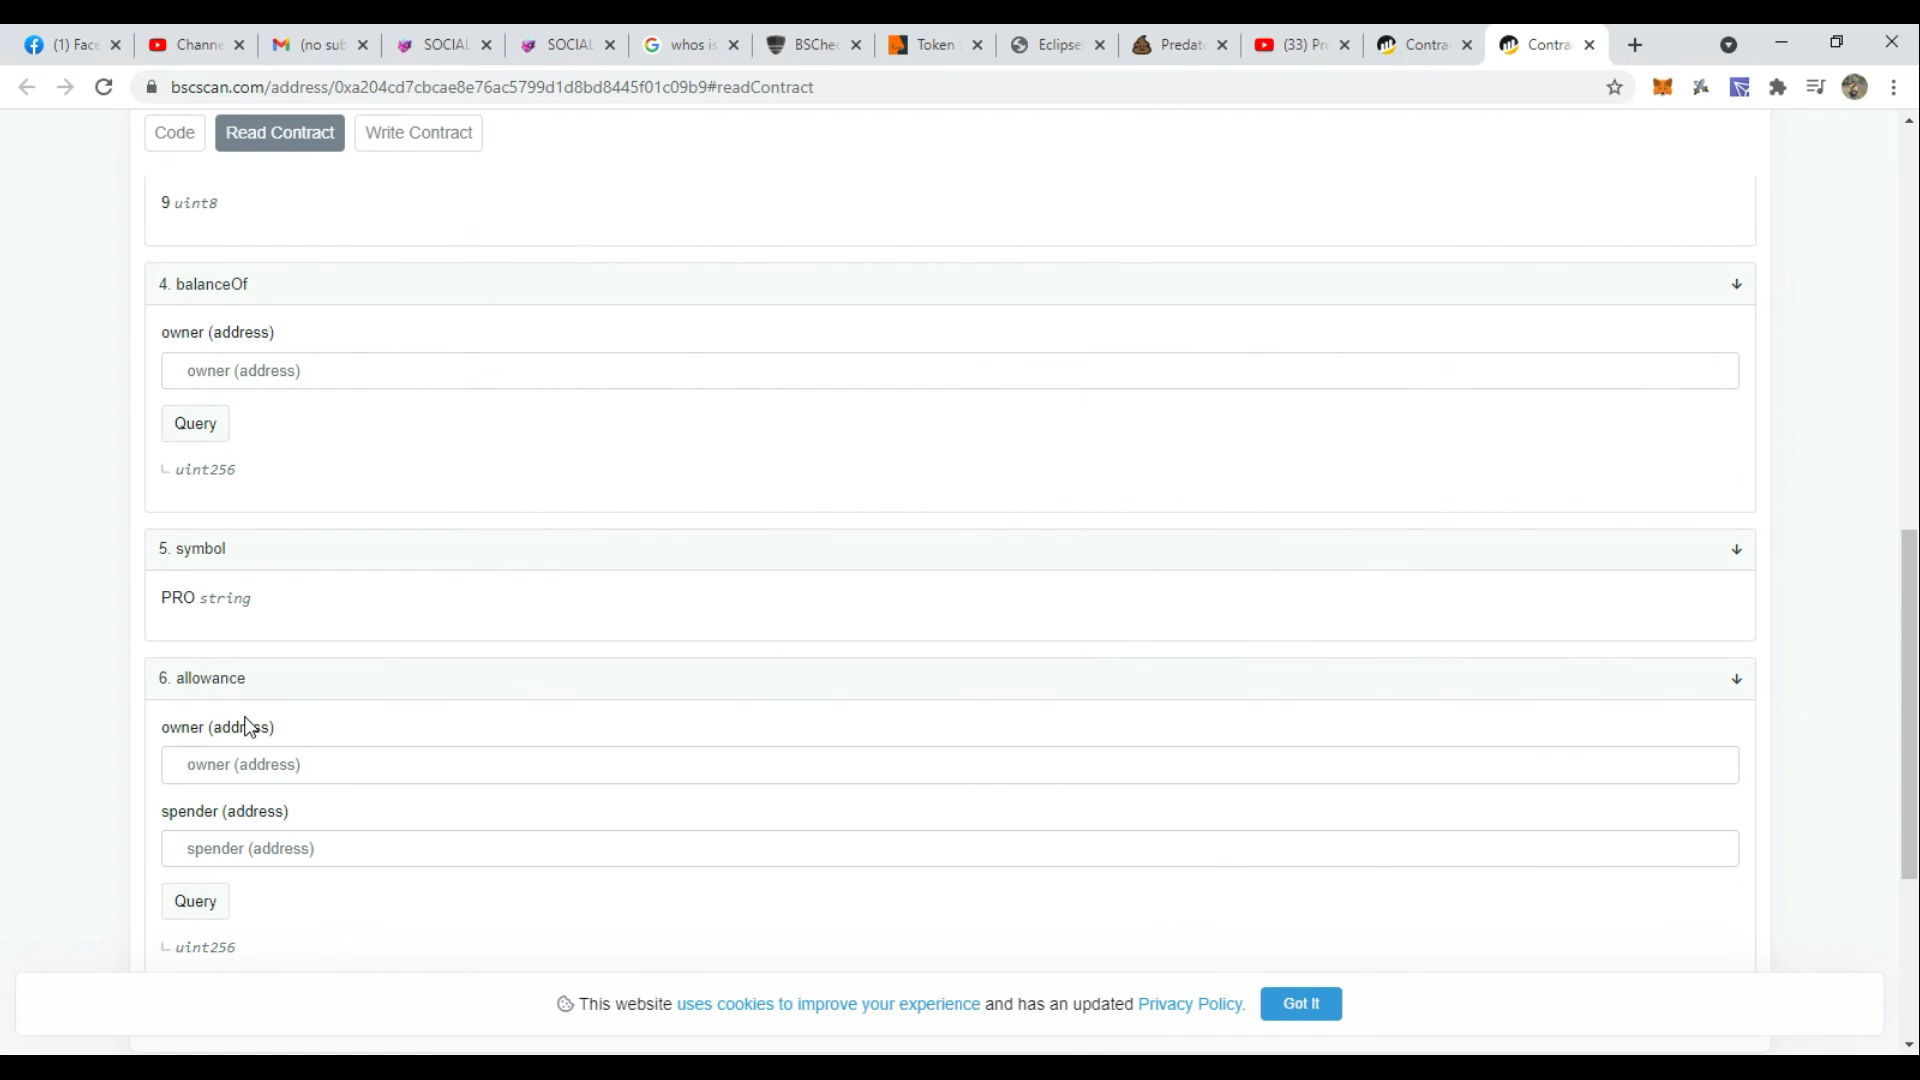 (1) Face
Channe
(no sub
SOCIAL
SOCIAL
whos is
BSChec
Token
Eclipse
Predat
(33) Pr
Contra
Contra
bscscan.com/address/0xa204cd7cbcae8e76ac5799d1d8bd8445f01c09b9#readContract
Code
Read Contract
Write Contract
9 uint8
4. balanceOf
owner (address)
owner (address)
Query
uint256
5. symbol
PRO string
6. allowance
owner (address)
owner (address)
spender (address)
spender (address)
Query
uint256
This website uses cookies to improve your experience and has an updated Privacy Policy.
Got It